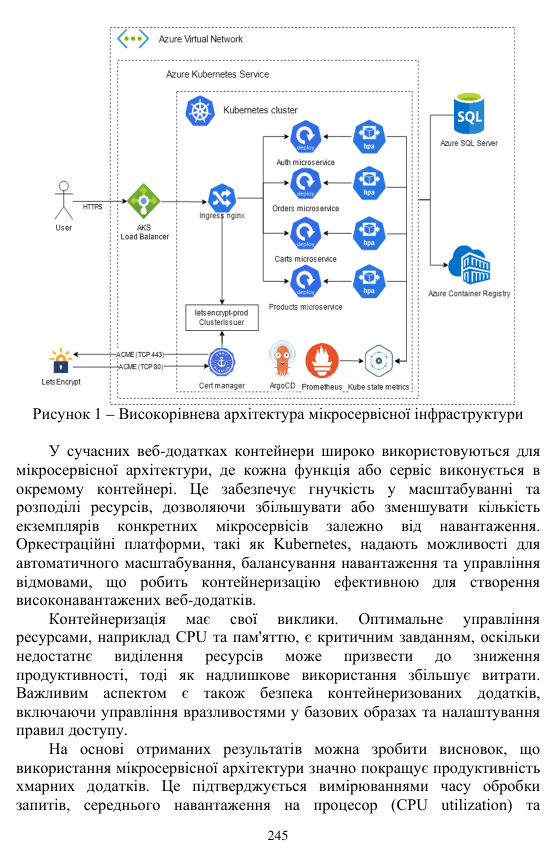 Azure Virtual Network
Azure Kubernetes Service
Kubernetes cluster
SQL
Azure SQL Server
deploy
hpa
Auth microservice
deploy
hpa
Orders microservice
User
HTTPS
AKS
Load Balancer
Ingress nginx
deploy
hpa
Carts microservice
deploy
hpa
Products microservice
Azure Container Registry
letsencrypt-prod
ClusterIssuer
ACME (TCP 443)
ACME (TCP 80)
LetsEncrypt
Cert manager
ArgoCD
Prometheus
Kube state metrics
Рисунок 1 – Високорівнева архітектура мікросервісної інфраструктури
У сучасних веб-додатках контейнери широко використовуються для
мікросервісної архітектури, де кожна функція або сервіс виконується в
окремому контейнері. Це забезпечує гнучкість у масштабуванні та
розподілі ресурсів, дозволяючи збільшувати або зменшувати кількість
екземплярів конкретних мікросервісів залежно від навантаження.
Оркестраційні платформи, такі як Kubernetes, надають можливості для
автоматичного масштабування, балансування навантаження та управління
відмовами, що робить контейнеризацію ефективною для створення
високонавантажених веб-додатків.
Контейнеризація має свої виклики. Оптимальне управління
ресурсами, наприклад CPU та пам'яттю, є критичним завданням, оскільки
недостатнє виділення ресурсів може призвести до зниження
продуктивності, тоді як надлишкове використання збільшує витрати.
Важливим аспектом є також безпека контейнеризованих додатків,
включаючи управління вразливостями у базових образах та налаштування
правил доступу.
На основі отриманих результатів можна зробити висновок, що
використання мікросервісної архітектури значно покращує продуктивність
хмарних додатків. Це підтверджується вимірюваннями часу обробки
запитів, середнього навантаження на процесор (CPU utilization) та
245